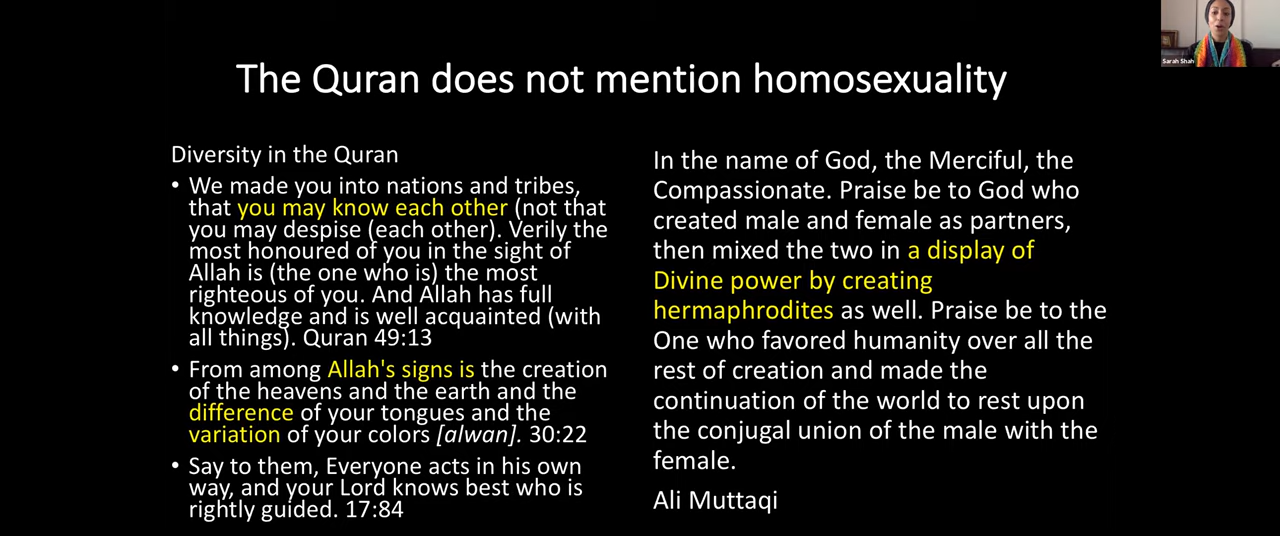 The Quran does not mention homosexuality
Sarah Shah
Diversity in the Quran
• We made you into nations and tribes,
that you may know each other (not that
you may despise (each other). Verily the
most honoured of you in the sight of
Allah is (the one who is) the most
righteous of you. And Allah has full
knowledge and is well acquainted (with
all things). Quran 49:13
• From among Allah's signs is the creation
of the heavens and the earth and the
difference of your tongues and the
variation of your colors [alwan]. 30:22
• Say to them, Everyone acts in his own
way, and your Lord knows best who is
rightly guided. 17:84
In the name of God, the Merciful, the
Compassionate. Praise be to God who
created male and female as partners,
then mixed the two in a display of
Divine power by creating
hermaphrodites as well. Praise be to the
One who favored humanity over all the
rest of creation and made the
continuation of the world to rest upon
the conjugal union of the male with the
female.
Ali Muttaqi